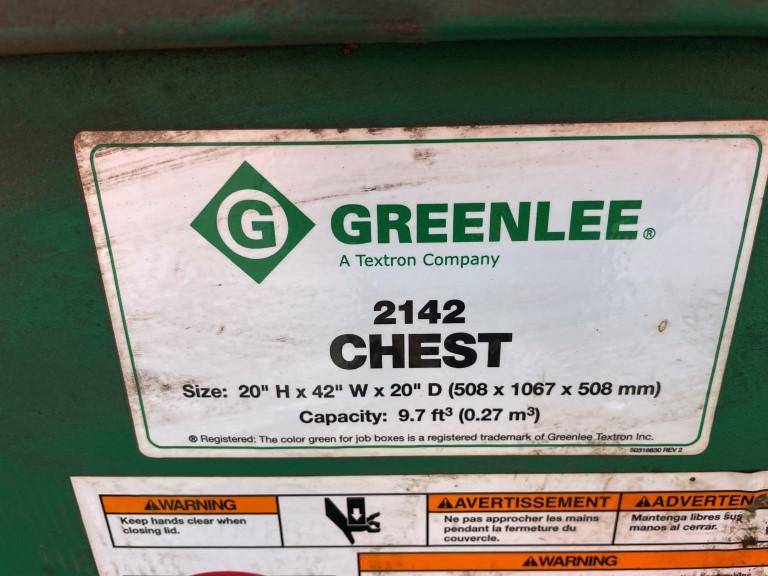 G GREENLEE®
A Textron Company
2142
CHEST
Size: 20" H x 42" W x 20" D (508 x 1067 x 508 mm)
Capacity: 9.7 ft³ (0.27 m³)
® Registered: The color green for job boxes is a registered trademark of Greenlee Textron Inc.
50318830 REV 2
WARNING
Keep hands clear when
closing lid.
AVERTISSEMENT
Ne pas approcher les mains
pendant la fermeture du
couvercle.
ADVERTEN
Mantenga libres sus
manos al cerrar.
WARNING